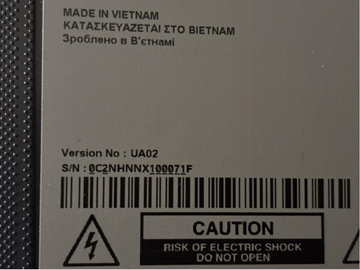 MADE IN VIETNAM
ΚΑΤΑΣΚΕΥΑΖΕΤΑΙ ΣΤΟ ΒΙΕΤΝΑΜ
Зроблено в В'єтнамі
Version No : UA02
S/N : 0C2NHNNX100071F
CAUTION
RISK OF ELECTRIC SHOCK
DO NOT OPEN